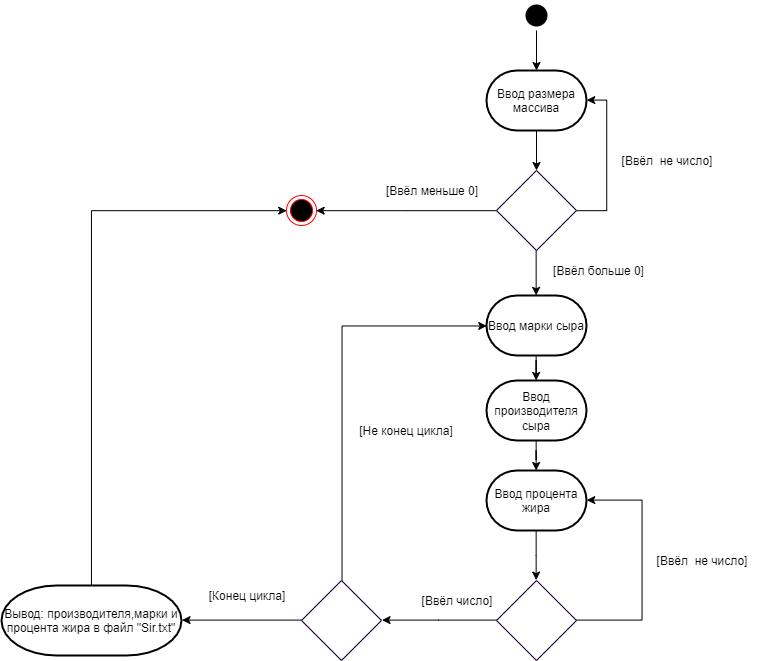 Ввод размера
массива
[Ввёл не число]
[Ввёл меньше 0]
[Ввёл больше 0]
Ввод марки сыра
Ввод
производителя
сыра
[Не конец цикла]
Ввод процента
жира
[Ввёл не число]
[Конец цикла]
[Ввёл число]
Вывод: производителя,марки и
процента жира в файл "Sir.txt"